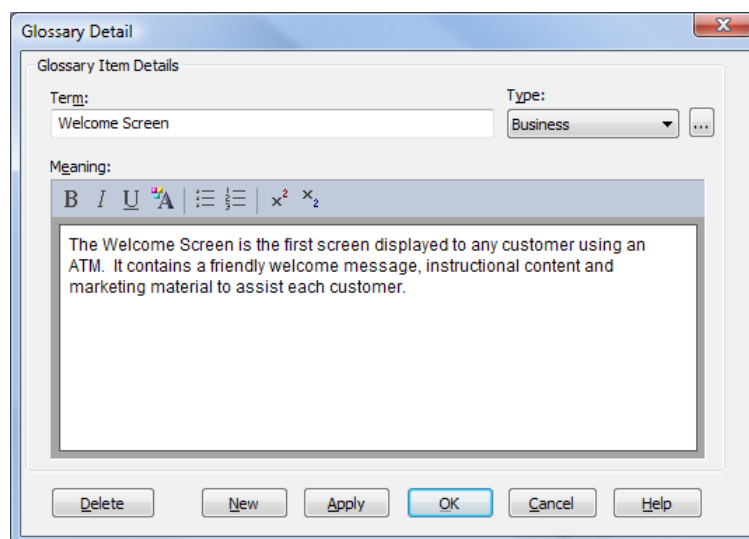 Glossary Detail
Glossary Item Details
Term:
Type:
Welcome Screen
Business
...
Meaning:
B I U A x² x₂
The Welcome Screen is the first screen displayed to any customer using an
ATM.  It contains a friendly welcome message, instructional content and
marketing material to assist each customer.
Delete New Apply OK Cancel Help